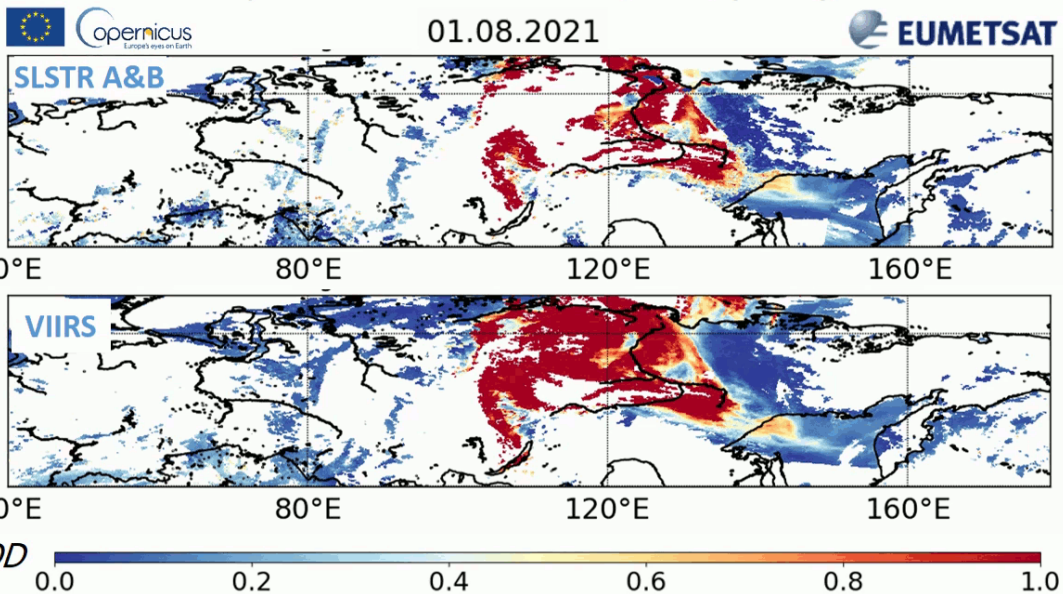 opernicus
Europe's eyes on Earth
01.08.2021
EUMETSAT
SLSTR A&B
0°E 80°E 120°E 160°E
VIIRS
0°E 80°E 120°E 160°E
OD
0.0 0.2 0.4 0.6 0.8 1.0